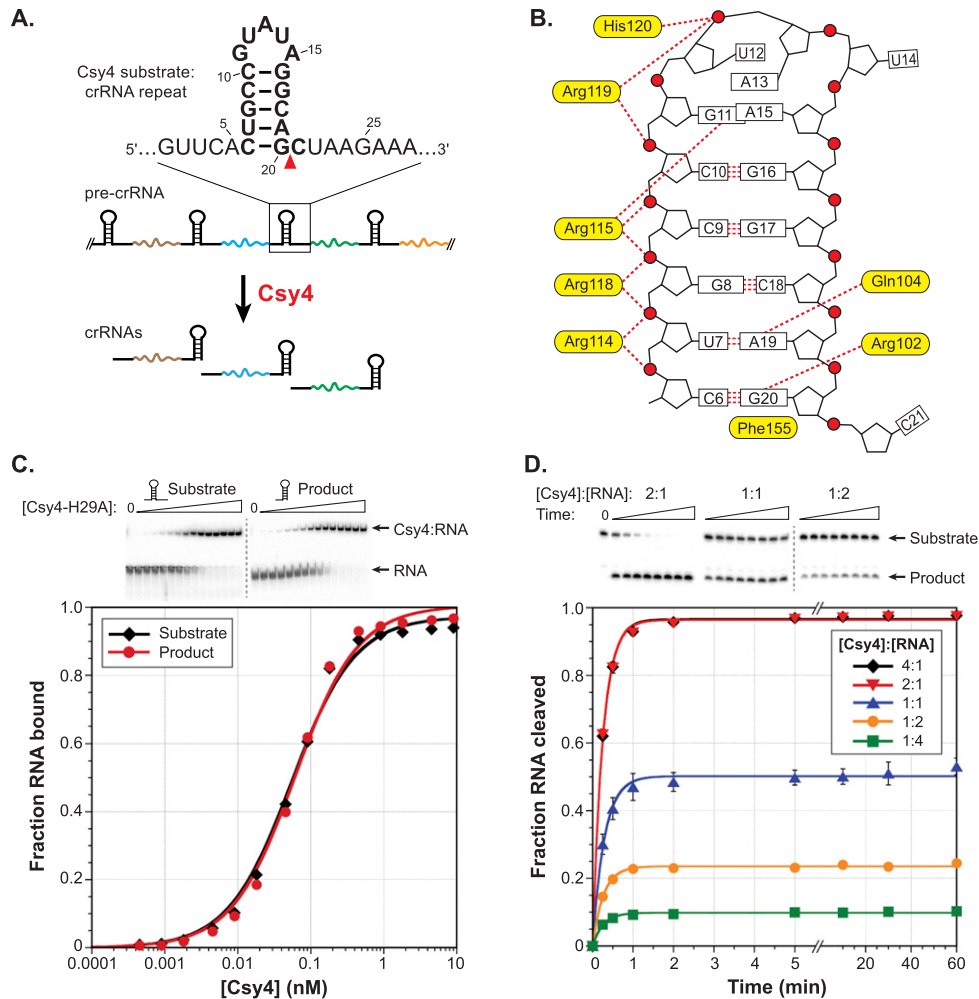 A.
Csy4 substrate:
crRNA repeat
5'...GUUCACUGCCGUAUAGGCAGCUAAGAAA...3'
5
10
15
20
25
pre-crRNA
Csy4
crRNAs
B.
His120
U12
A13
U14
Arg119
G11
A15
C10
G16
Arg115
C9
G17
Arg118
G8
C18
Gln104
Arg114
U7
A19
Arg102
C6
G20
Phe155
C21
C.
Substrate
Product
[Csy4-H29A]:
0
0
Csy4:RNA
RNA
Substrate
Product
Fraction RNA bound
1.0
0.8
0.6
0.4
0.2
0
0.0001
0.001
0.01
0.1
1
10
[Csy4] (nM)
D.
[Csy4]:[RNA]: 2:1 1:1 1:2
Time: 0
Substrate
Product
Fraction RNA cleaved
1.0
0.8
0.6
0.4
0.2
0
[Csy4]:[RNA]
4:1
2:1
1:1
1:2
1:4
0 1 2 3 4 5 // 20 40 60
Time (min)